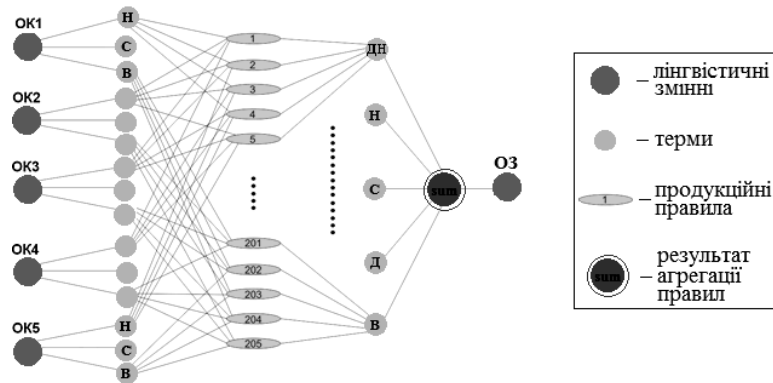 ОК1
Н
С
В
ОК2
ОК3
ОК4
ОК5
Н
С
В
1
2
3
4
5
201
202
203
204
205
ДН
Н
С
Д
В
sum
ОЗ
– лінгвістичні
змінні
– терми
1
– продукційні
правила
sum
– результат
агрегації
правил